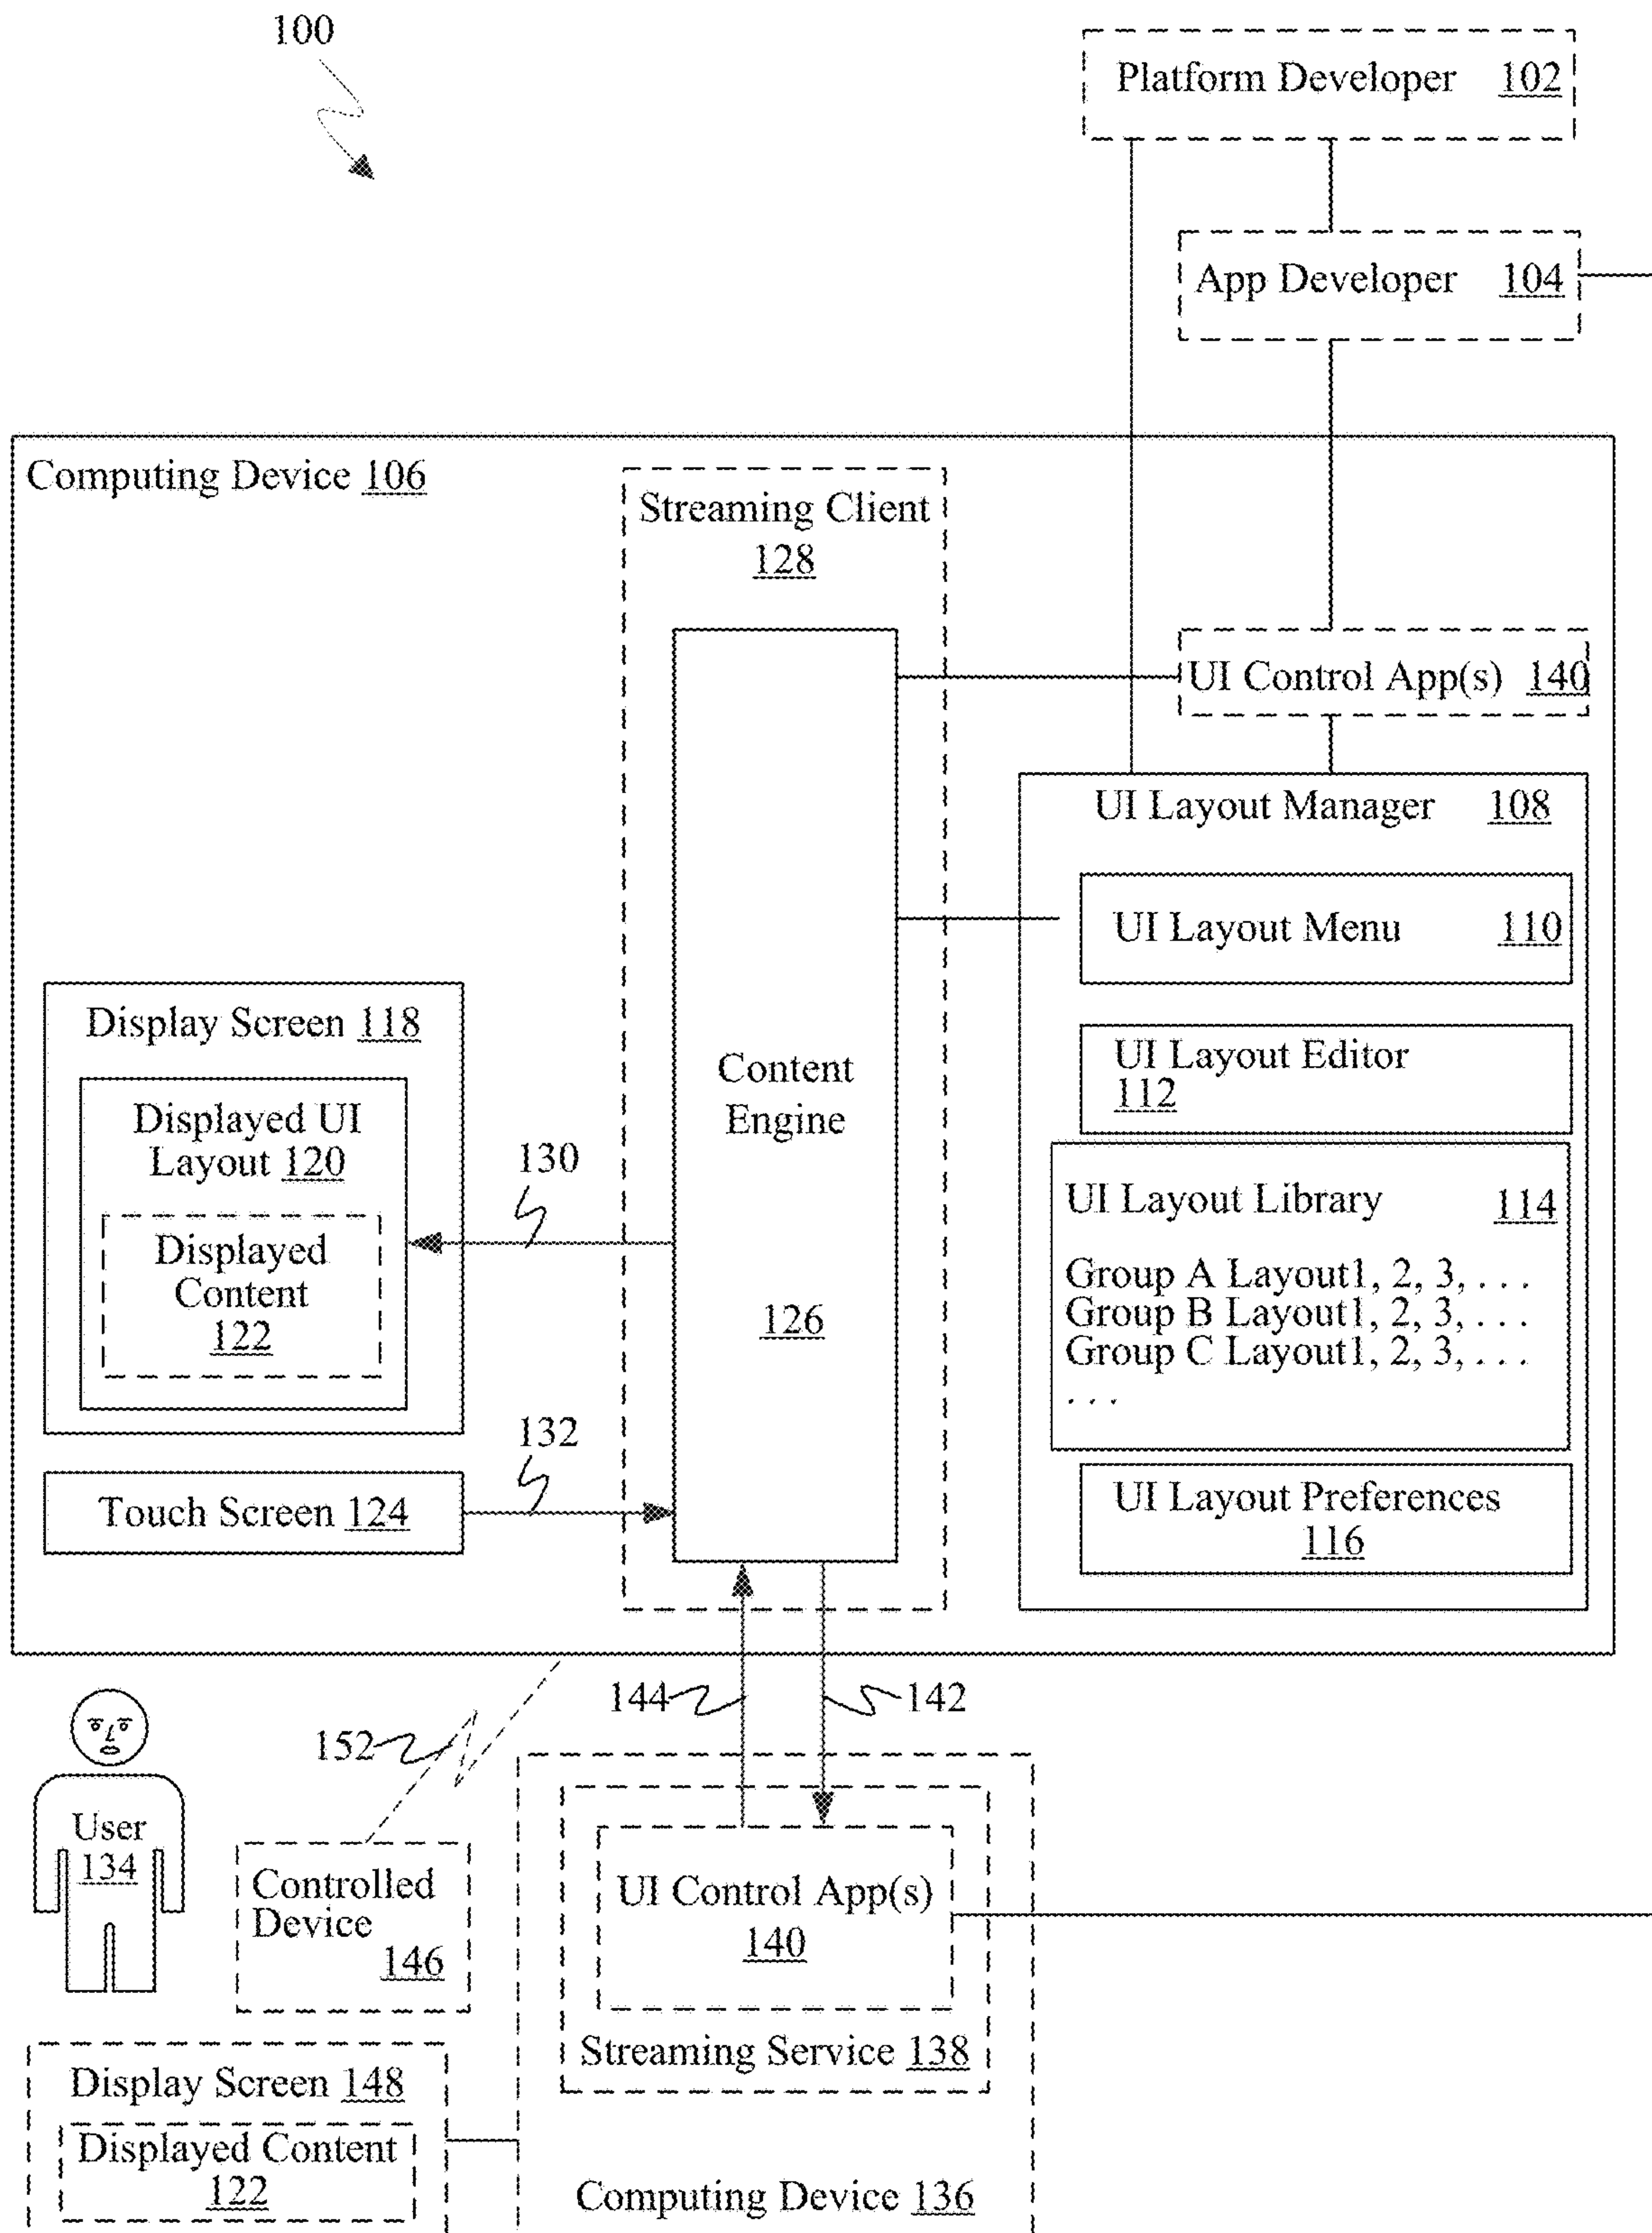 100
Platform Developer 102
App Developer 104
Computing Device 106
Streaming Client
128
UI Control App(s) 140
UI Layout Manager 108
UI Layout Menu 110
UI Layout Editor
112
UI Layout Library 114
Group A Layout1, 2, 3, . . .
Group B Layout1, 2, 3, . . .
Group C Layout1, 2, 3, . . .
. . .
UI Layout Preferences
116
Content
Engine
126
Display Screen 118
Displayed UI
Layout 120
Displayed
Content
122
130
132
Touch Screen 124
144
142
152
User
134
Controlled
Device
146
UI Control App(s)
140
Streaming Service 138
Computing Device 136
Display Screen 148
Displayed Content
122